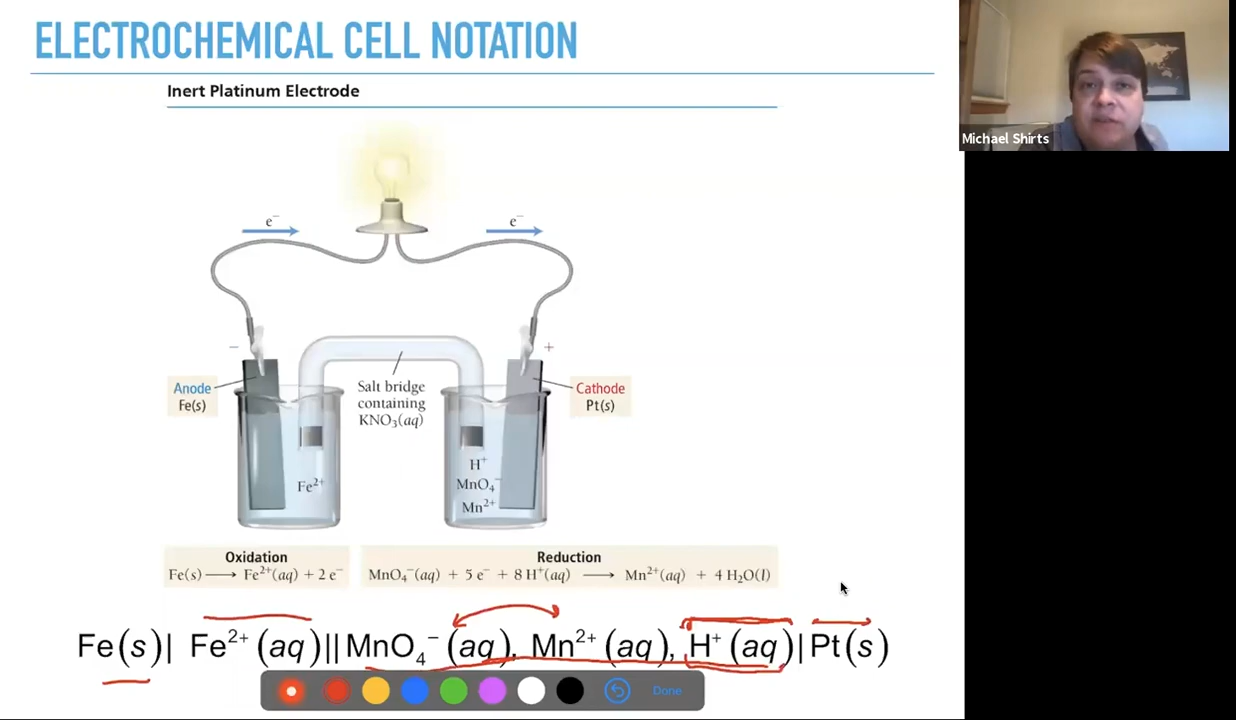 ELECTROCHEMICAL CELL NOTATION
Inert Platinum Electrode
Michael Shirts
e⁻ e⁻
− +
Anode
Fe(s)
Salt bridge
containing
KNO₃(aq)
Cathode
Pt(s)
Fe²⁺
H⁺
MnO₄⁻
Mn²⁺
Oxidation
Fe(s) ⟶ Fe²⁺(aq) + 2 e⁻
Reduction
MnO₄⁻(aq) + 5 e⁻ + 8 H⁺(aq) ⟶ Mn²⁺(aq) + 4 H₂O(l)
Fe(s)| Fe²⁺(aq)||MnO₄⁻(aq), Mn²⁺(aq), H⁺(aq)|Pt(s)
Done